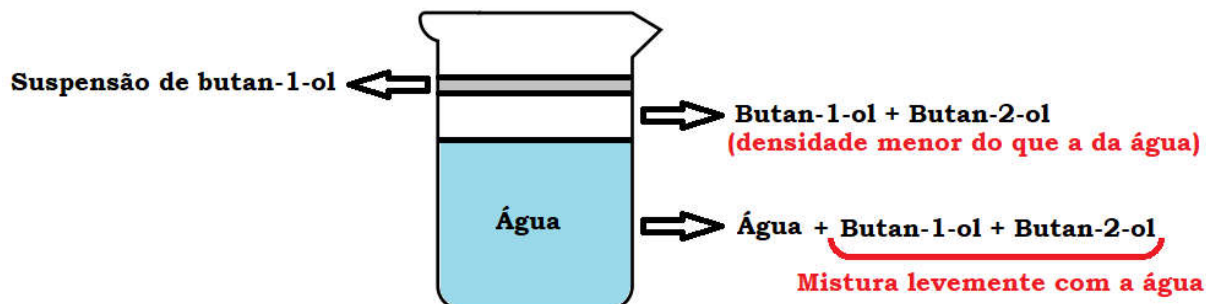 Suspensão de butan-1-ol
Butan-1-ol + Butan-2-ol
(densidade menor do que a da água)
Água
Água + Butan-1-ol + Butan-2-ol
Mistura levemente com a água